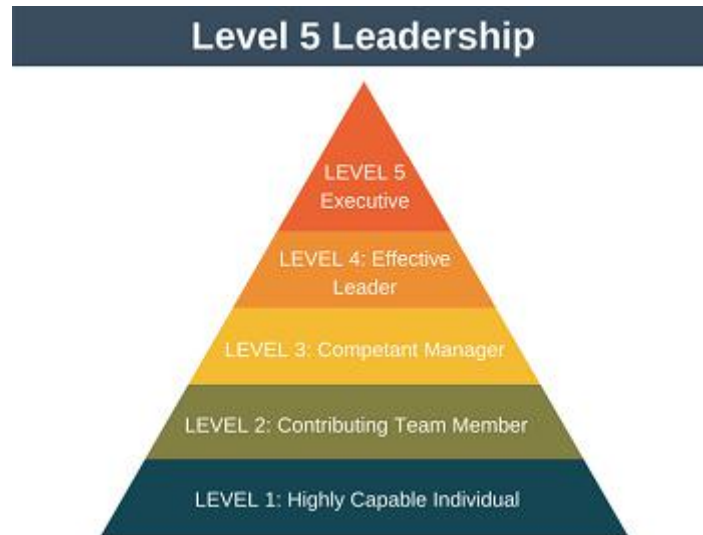 Level 5 Leadership
LEVEL 5
Executive
LEVEL 4: Effective
Leader
LEVEL 3: Competant Manager
LEVEL 2: Contributing Team Member
LEVEL 1: Highly Capable Individual